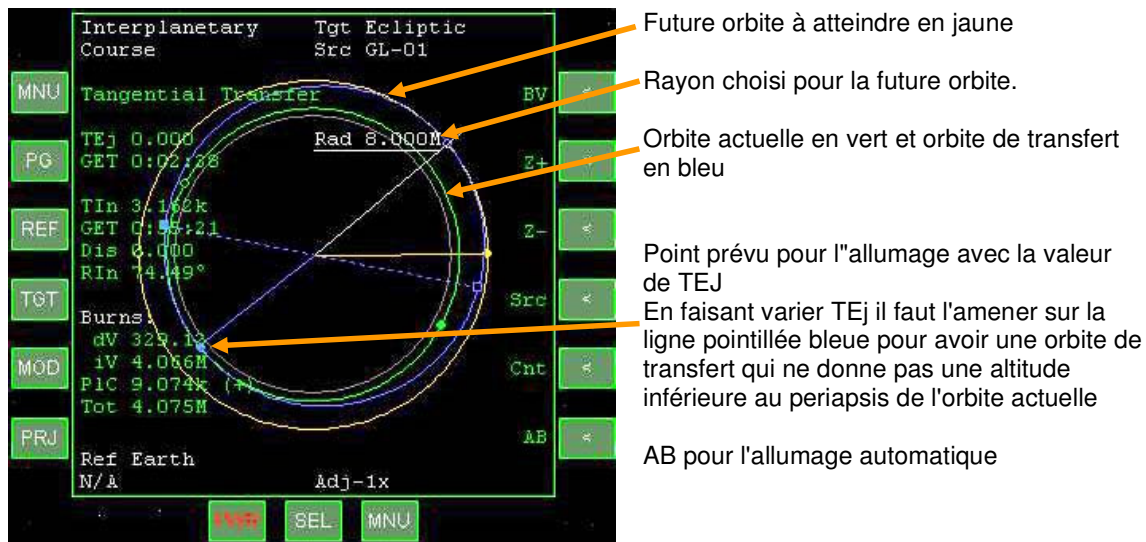 Interplanetary Tgt Ecliptic
Course Src GL-01
MNU Tangential Transfer BV <
TEj 0.000 Rad 8.000M
PG GET 0:02:38 Z+ <
TIn 3.162k
REF GET 0:55:21 Z- <
Dis 0.000
RIn 74.49°
TGT Src <
Burns:
dV 329.13
MOD iV 4.066M Cnt <
PlC 9.074k (+)
Tot 4.075M
PRJ AB <
Ref Earth
N/A Adj-1x
SEL MNU
Future orbite à atteindre en jaune
Rayon choisi pour la future orbite.
Orbite actuelle en vert et orbite de transfert
en bleu
Point prévu pour l"allumage avec la valeur
de TEJ
En faisant varier TEj il faut l'amener sur la
ligne pointillée bleue pour avoir une orbite de
transfert qui ne donne pas une altitude
inférieure au periapsis de l'orbite actuelle
AB pour l'allumage automatique